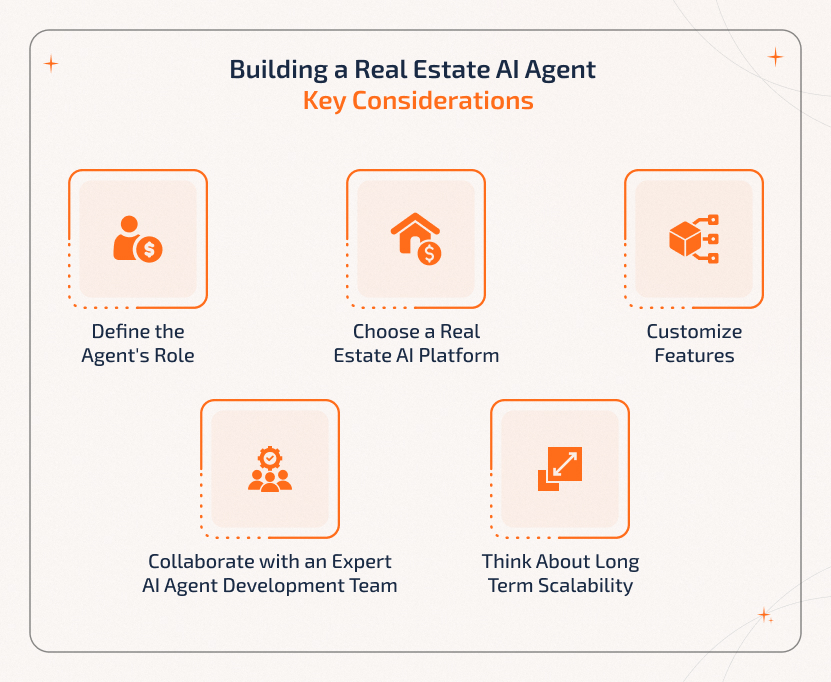 Building a Real Estate AI Agent
Key Considerations
Define the
Agent's Role
Choose a Real
Estate AI Platform
Customize
Features
Collaborate with an Expert
AI Agent Development Team
Think About Long
Term Scalability